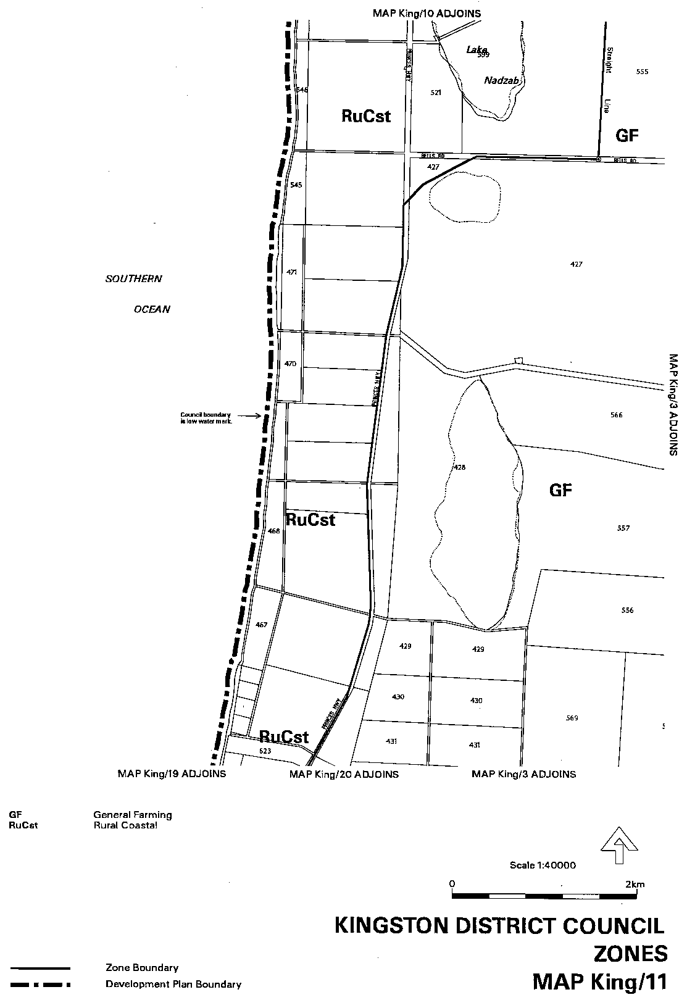 MAP King/10 ADJOINS
Lake
599
Nadzab
Straight
Line
555
PRINCES HWY
546
521
RuCst
GF
BELLS RD
BELLS RD
427
545
427
471
SOUTHERN
OCEAN
470
PRINCES HWY
MAP King/3 ADJOINS
Council boundary
is low water mark.
566
428
GF
RuCst
468
557
556
467
429
429
430
430
PRINCES HWY
569
RuCst
431
431
623
MAP King/19 ADJOINS
MAP King/20 ADJOINS
MAP King/3 ADJOINS
GF General Farming
RuCst Rural Coastal
Scale 1:40000
0 2km
KINGSTON DISTRICT COUNCIL
ZONES
MAP King/11
Zone Boundary
Development Plan Boundary